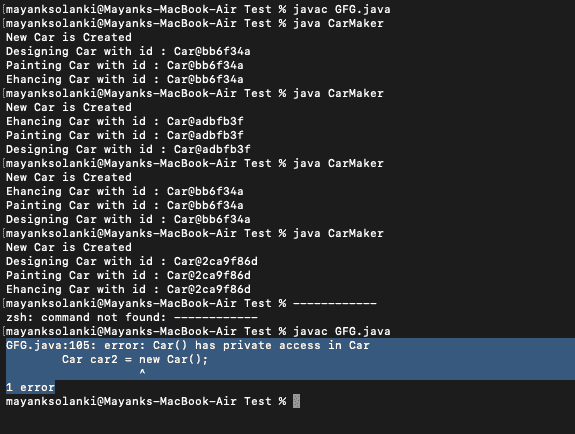 [mayanksolanki@Mayanks-MacBook-Air Test % javac GFG.java
[mayanksolanki@Mayanks-MacBook-Air Test % java CarMaker
New Car is Created
Designing Car with id : Car@bb6f34a
Painting Car with id : Car@bb6f34a
Ehancing Car with id : Car@bb6f34a
[mayanksolanki@Mayanks-MacBook-Air Test % java CarMaker
New Car is Created
Ehancing Car with id : Car@adbfb3f
Painting Car with id : Car@adbfb3f
Designing Car with id : Car@adbfb3f
[mayanksolanki@Mayanks-MacBook-Air Test % java CarMaker
New Car is Created
Ehancing Car with id : Car@bb6f34a
Painting Car with id : Car@bb6f34a
Designing Car with id : Car@bb6f34a
[mayanksolanki@Mayanks-MacBook-Air Test % java CarMaker
New Car is Created
Designing Car with id : Car@2ca9f86d
Painting Car with id : Car@2ca9f86d
Ehancing Car with id : Car@2ca9f86d
[mayanksolanki@Mayanks-MacBook-Air Test % ------------
zsh: command not found: ------------
[mayanksolanki@Mayanks-MacBook-Air Test % javac GFG.java
GFG.java:105: error: Car() has private access in Car
        Car car2 = new Car();
                   ^
1 error
mayanksolanki@Mayanks-MacBook-Air Test %